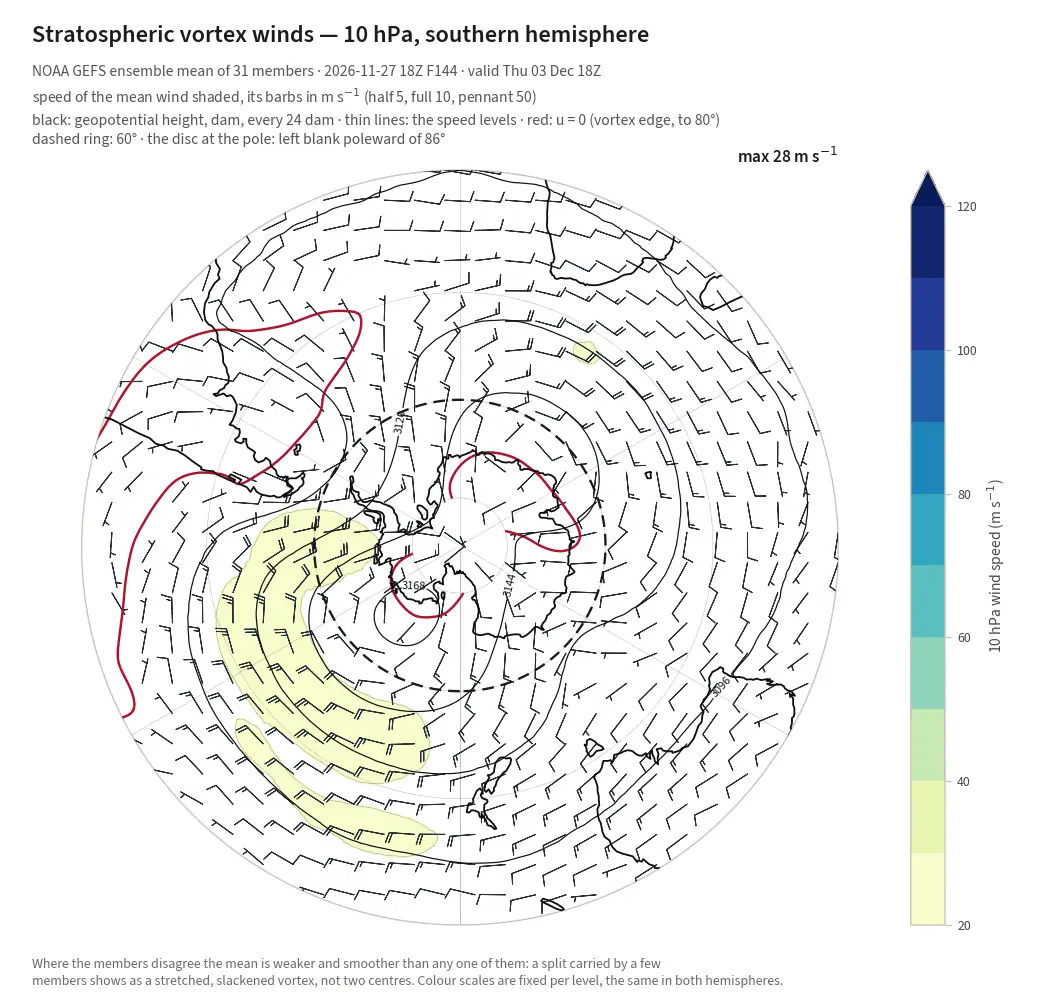 Stratospheric vortex winds — 10 hPa, southern hemisphere
NOAA GEFS ensemble mean of 31 members · 2026-11-27 18Z F144 · valid Thu 03 Dec 18Z
speed of the mean wind shaded, its barbs in m s⁻¹ (half 5, full 10, pennant 50)
black: geopotential height, dam, every 24 dam · thin lines: the speed levels · red: u = 0 (vortex edge, to 80°)
dashed ring: 60° · the disc at the pole: left blank poleward of 86°
max 28 m s⁻¹
120
100
80
60
40
20
10 hPa wind speed (m s⁻¹)
3120
3168
3144
3096
Where the members disagree the mean is weaker and smoother than any one of them: a split carried by a few
members shows as a stretched, slackened vortex, not two centres. Colour scales are fixed per level, the same in both hemispheres.